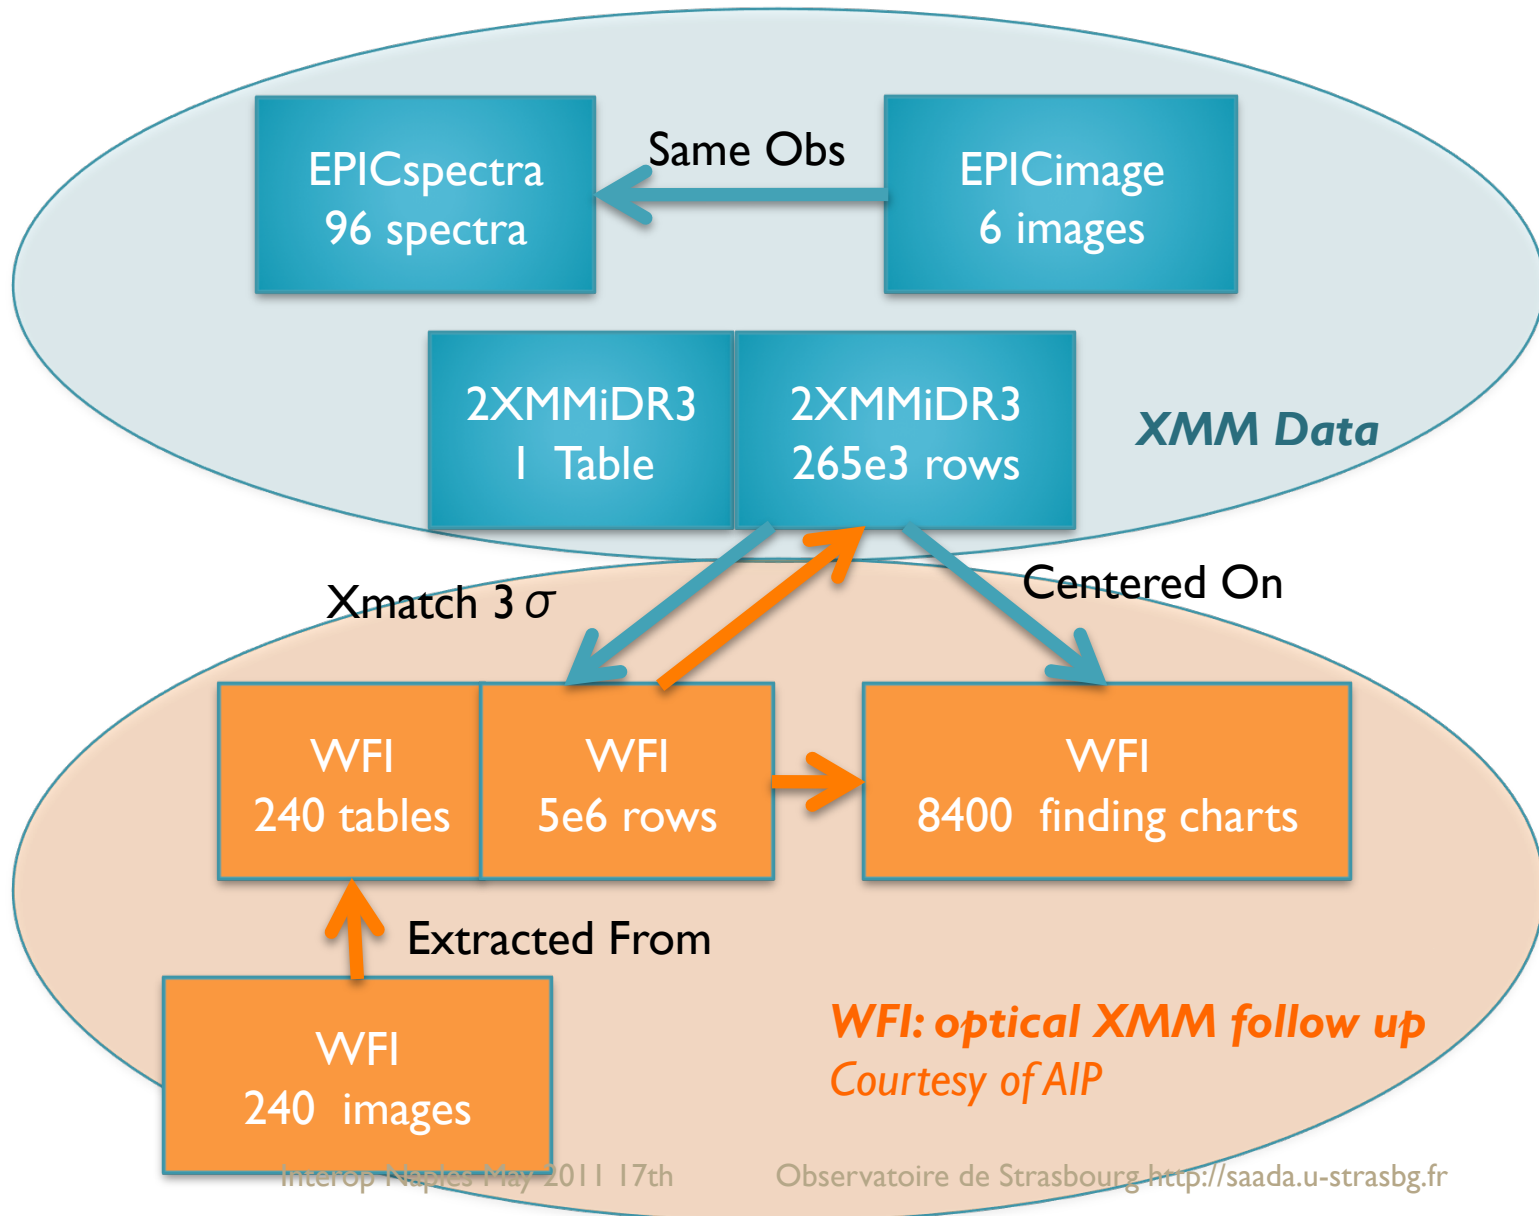 Same Obs
EPICspectra
96 spectra
EPICimage
6 images
2XMMiDR3
1 Table
2XMMiDR3
265e3 rows
XMM Data
Xmatch 3 σ
Centered On
WFI
240 tables
WFI
5e6 rows
WFI
8400 finding charts
Extracted From
WFI
240 images
WFI: optical XMM follow up
Courtesy of AIP
Interop Naples May 2011 17th
Observatoire de Strasbourg http://saada.u-strasbg.fr